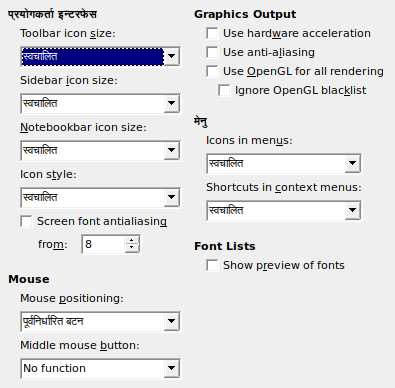 प्रयोगकर्ता इन्टरफेस
Toolbar icon size:
स्वचालित
Sidebar icon size:
स्वचालित
Notebookbar icon size:
स्वचालित
Icon style:
स्वचालित
Screen font antialiasing
from: 8
Mouse
Mouse positioning:
पूर्वनिर्धारित बटन
Middle mouse button:
No function
Graphics Output
Use hardware acceleration
Use anti-aliasing
Use OpenGL for all rendering
Ignore OpenGL blacklist
मेनु
Icons in menus:
स्वचालित
Shortcuts in context menus:
स्वचालित
Font Lists
Show preview of fonts